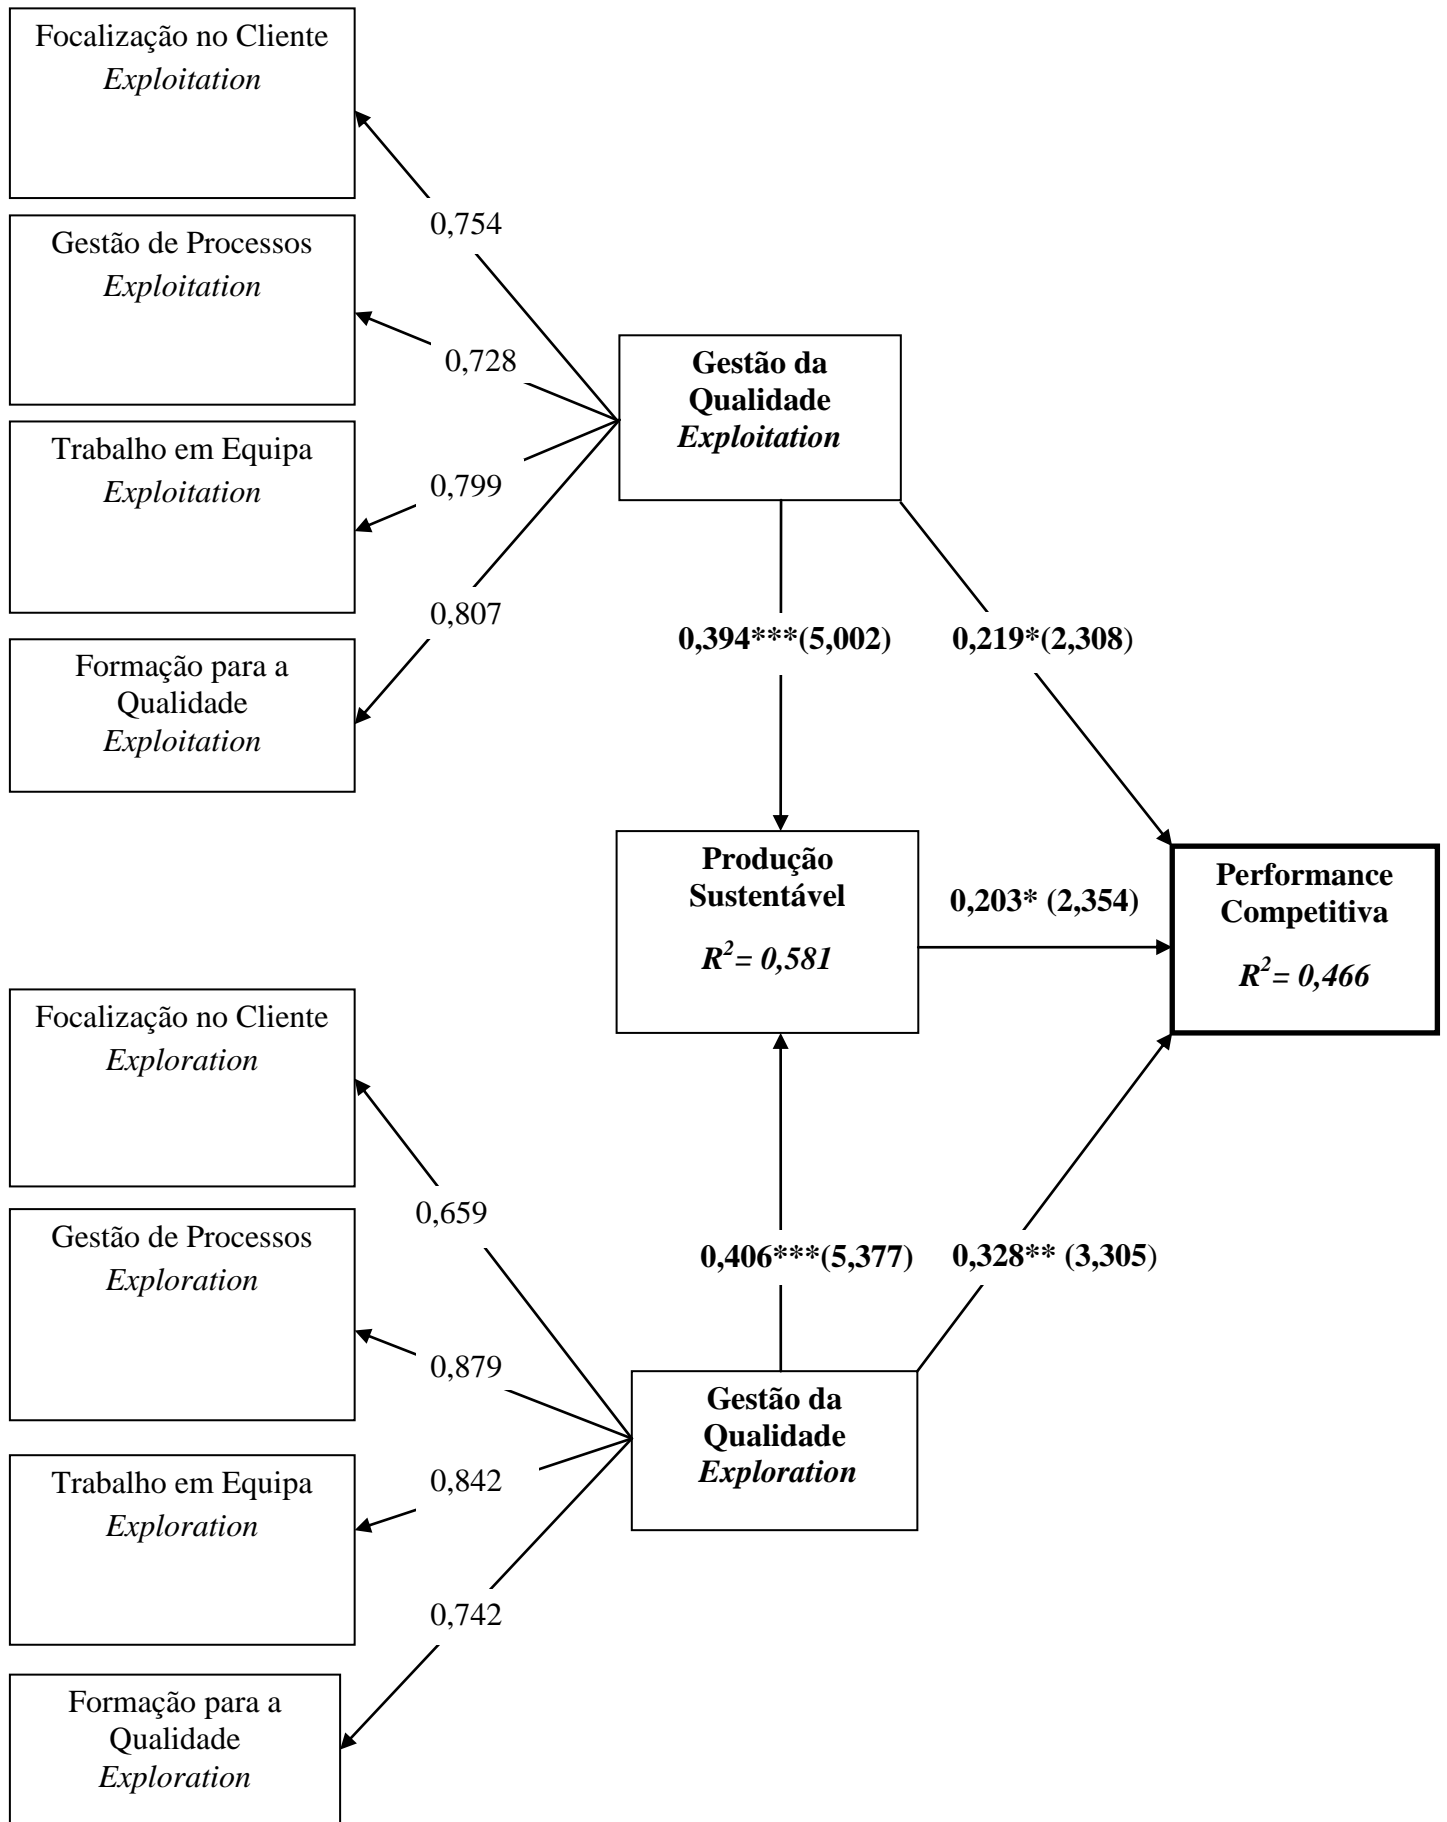 Focalização no Cliente
Exploitation
0,754
Gestão de Processos
Exploitation
0,728
Gestão da
Qualidade
Exploitation
Trabalho em Equipa
Exploitation
0,799
0,807
Formação para a
Qualidade
Exploitation
0,394***(5,002)
0,219*(2,308)
Produção
Sustentável
R²= 0,581
0,203* (2,354)
Performance
Competitiva
R²= 0,466
Focalização no Cliente
Exploration
0,659
Gestão de Processos
Exploration
0,406***(5,377)
0,328** (3,305)
0,879
Gestão da
Qualidade
Exploration
Trabalho em Equipa
Exploration
0,842
0,742
Formação para a
Qualidade
Exploration